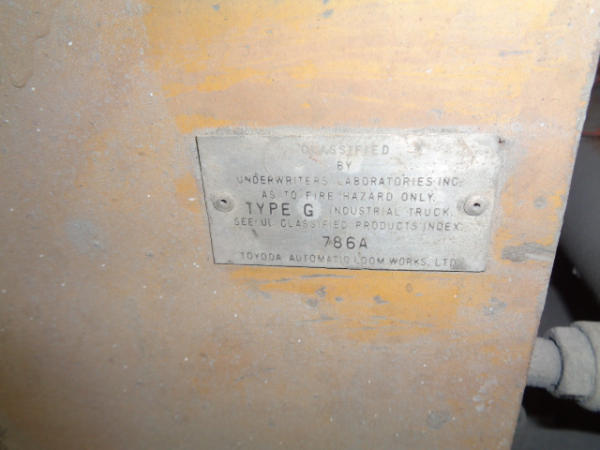 CLASSIFIED
BY
UNDERWRITERS LABORATORIES INC.
AS TO FIRE HAZARD ONLY.
TYPE G INDUSTRIAL TRUCK.
SEE UL CLASSIFIED PRODUCTS INDEX.
786A
TOYODA AUTOMATIC LOOM WORKS, LTD.